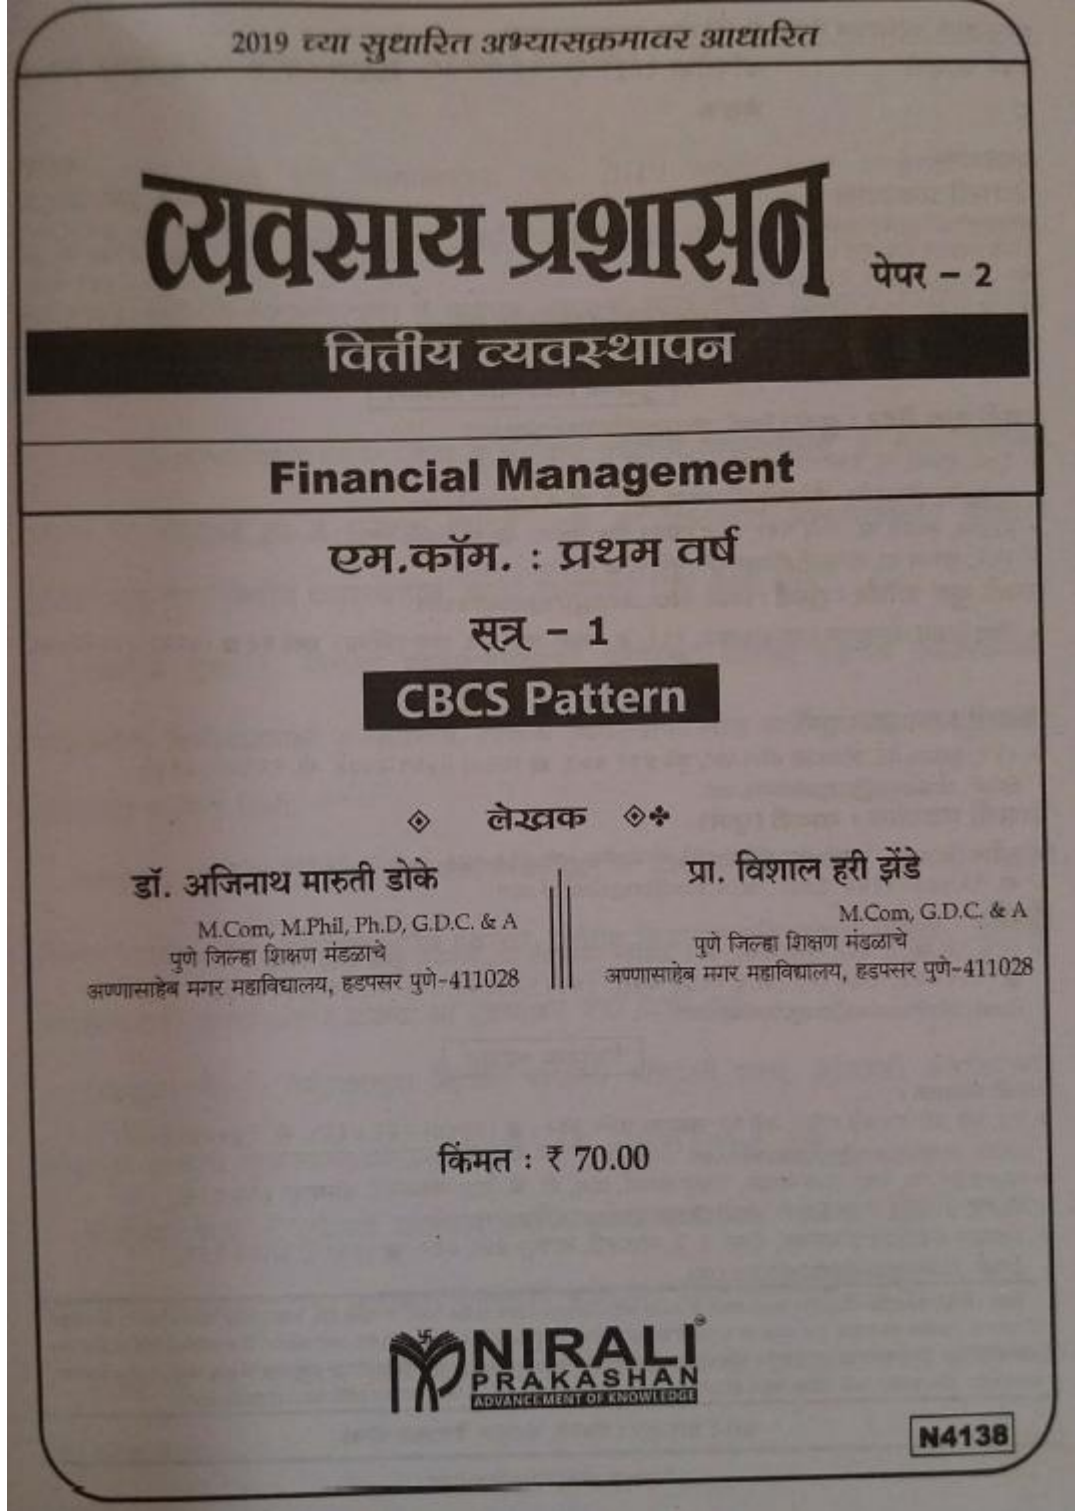 2019 च्या सुधारित अभ्यासक्रमावर आधारित
व्यवसाय प्रशासन पेपर - 2
वित्तीय व्यवस्थापन
Financial Management
एम.कॉम. : प्रथम वर्ष
सत्र - 1
CBCS Pattern
लेखक
डॉ. अजिनाथ मारुती डोके
M.Com, M.Phil, Ph.D, G.D.C. & A
पुणे जिल्हा शिक्षण मंडळाचे
अण्णासाहेब मगर महाविद्यालय, हडपसर पुणे-411028
प्रा. विशाल हरी झेंडे
M.Com, G.D.C. & A
पुणे जिल्हा शिक्षण मंडळाचे
अण्णासाहेब मगर महाविद्यालय, हडपसर पुणे-411028
किंमत : ₹ 70.00
NIRALI
PRAKASHAN
ADVANCEMENT OF KNOWLEDGE
N4138